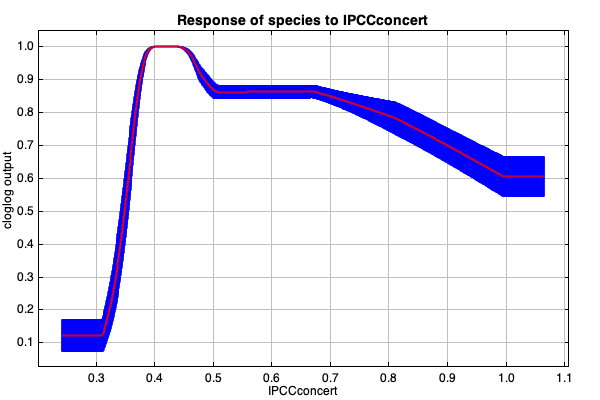 Response of species to IPCCconcert
cloglog output
1.0
0.9
0.8
0.7
0.6
0.5
0.4
0.3
0.2
0.1
0.3 0.4 0.5 0.6 0.7 0.8 0.9 1.0 1.1
IPCCconcert